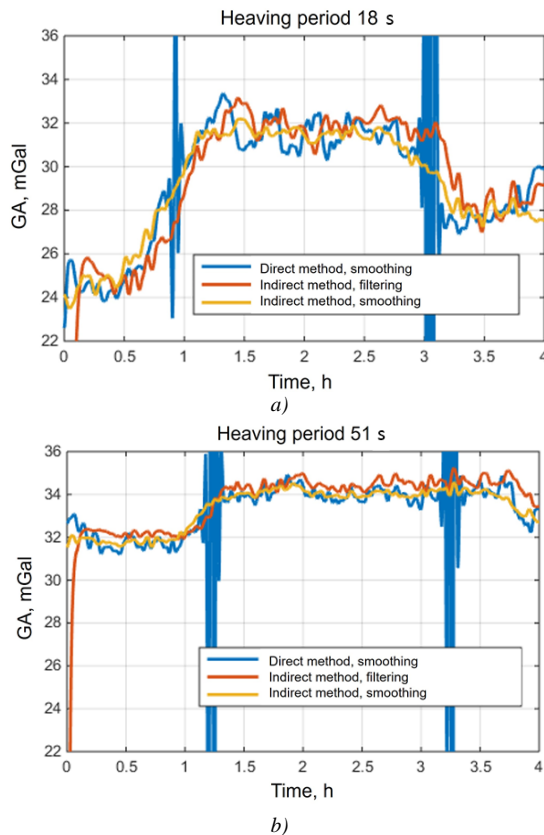 Heaving period 18 s
GA, mGal
36
34
32
30
28
26
24
22
Direct method, smoothing
Indirect method, filtering
Indirect method, smoothing
0 0.5 1 1.5 2 2.5 3 3.5 4
Time, h
a)
Heaving period 51 s
GA, mGal
36
34
32
30
28
26
24
22
Direct method, smoothing
Indirect method, filtering
Indirect method, smoothing
0 0.5 1 1.5 2 2.5 3 3.5 4
Time, h
b)